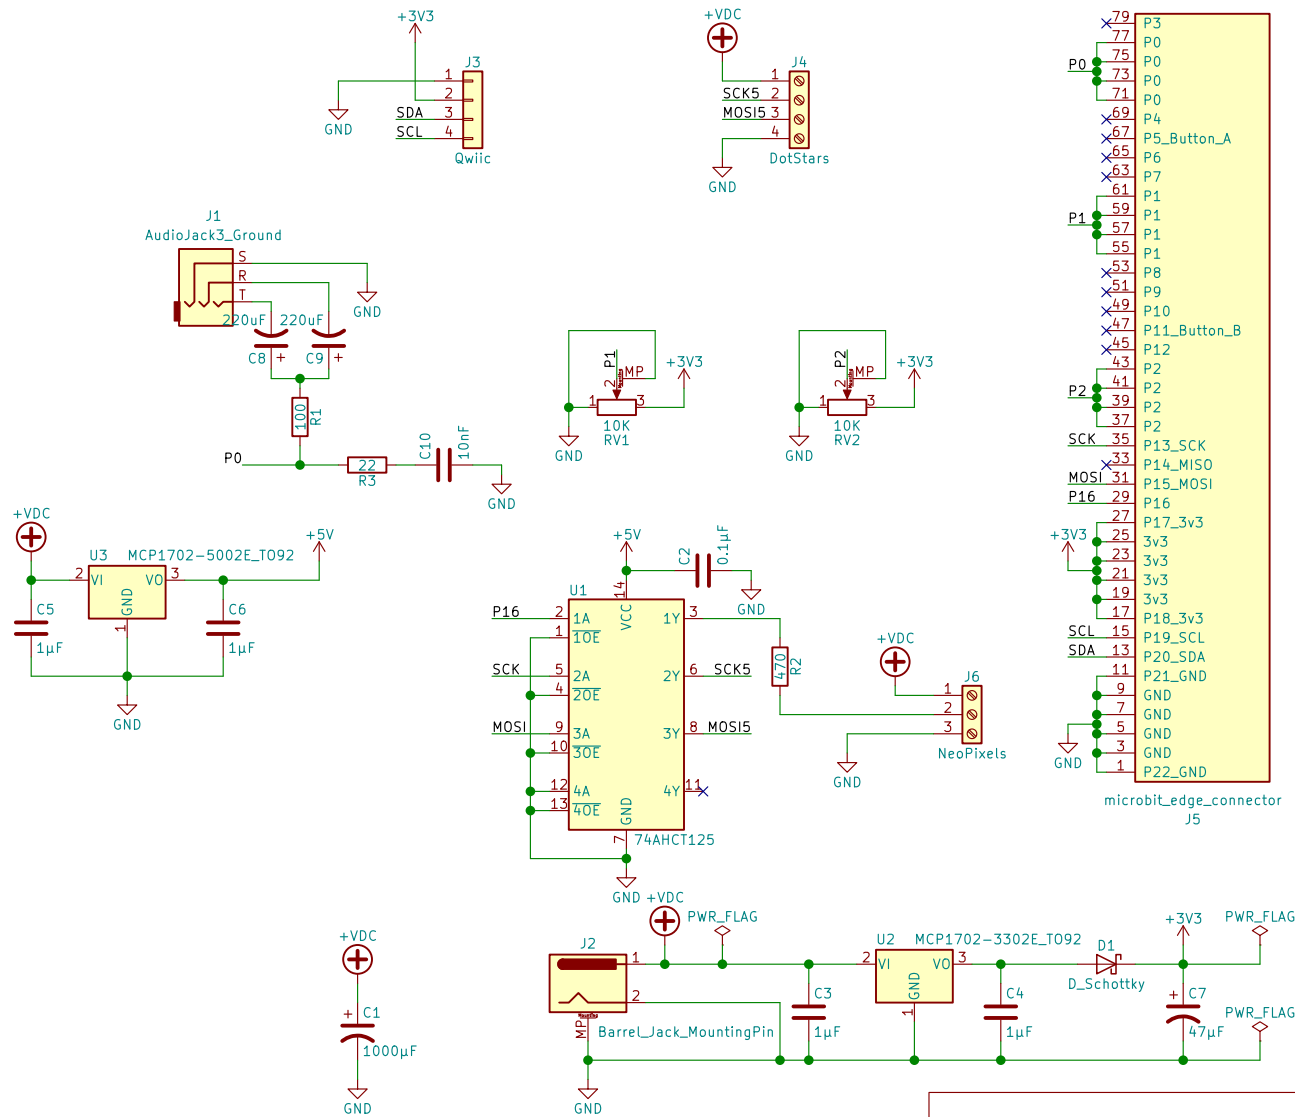 +3V3
J3
1
2
SDA 3
SCL 4
GND
Qwiic
+VDC
J4
1
SCK5 2
MOSI5 3
4
DotStars
GND
79 P3
77 P0
75 P0
P0
73 P0
71 P0
69 P4
67 P5_Button_A
65 P6
63 P7
61 P1
59 P1
P1
57 P1
55 P1
53 P8
51 P9
49 P10
47 P11_Button_B
45 P12
43 P2
41 P2
P2
39 P2
37 P2
SCK 35 P13_SCK
33 P14_MISO
MOSI 31 P15_MOSI
P16 29 P16
27 P17_3v3
+3V3
25 3v3
23 3v3
21 3v3
19 3v3
17 P18_3v3
SCL 15 P19_SCL
SDA 13 P20_SDA
11 P21_GND
9 GND
7 GND
5 GND
3 GND
GND
1 P22_GND
microbit_edge_connector
J5
J1
AudioJack3_Ground
S
R
T
GND
220uF 220uF
C8 + C9 +
100 R1
P0
22
R3
C10 10nF
GND
P1
2 MP
+3V3
1 3
10K
RV1
GND
P2
2 MP
+3V3
1 3
10K
RV2
GND
+VDC
U3 MCP1702-5002E_TO92
+5V
2 VI VO 3
GND
1
C5
1µF
C6
1µF
GND
+5V
C2 0.1µF
GND
U1
14
VCC
P16 2 1A 1Y 3
1 1OE
SCK 5 2A 2Y 6 SCK5
4 2OE
MOSI 9 3A 3Y 8 MOSI5
10 3OE
12 4A 4Y 11
13 4OE
GND
7
74AHCT125
GND
470 R2
+VDC
J6
1
2
3
NeoPixels
GND
+VDC
+ C1
1000µF
GND
+VDC
PWR_FLAG
J2
1
2
MP
Barrel_Jack_MountingPin
GND
C3
1µF
U2 MCP1702-3302E_TO92
2 VI VO 3
GND
1
C4
1µF
D1
D_Schottky
+3V3
PWR_FLAG
+ C7
47µF
PWR_FLAG